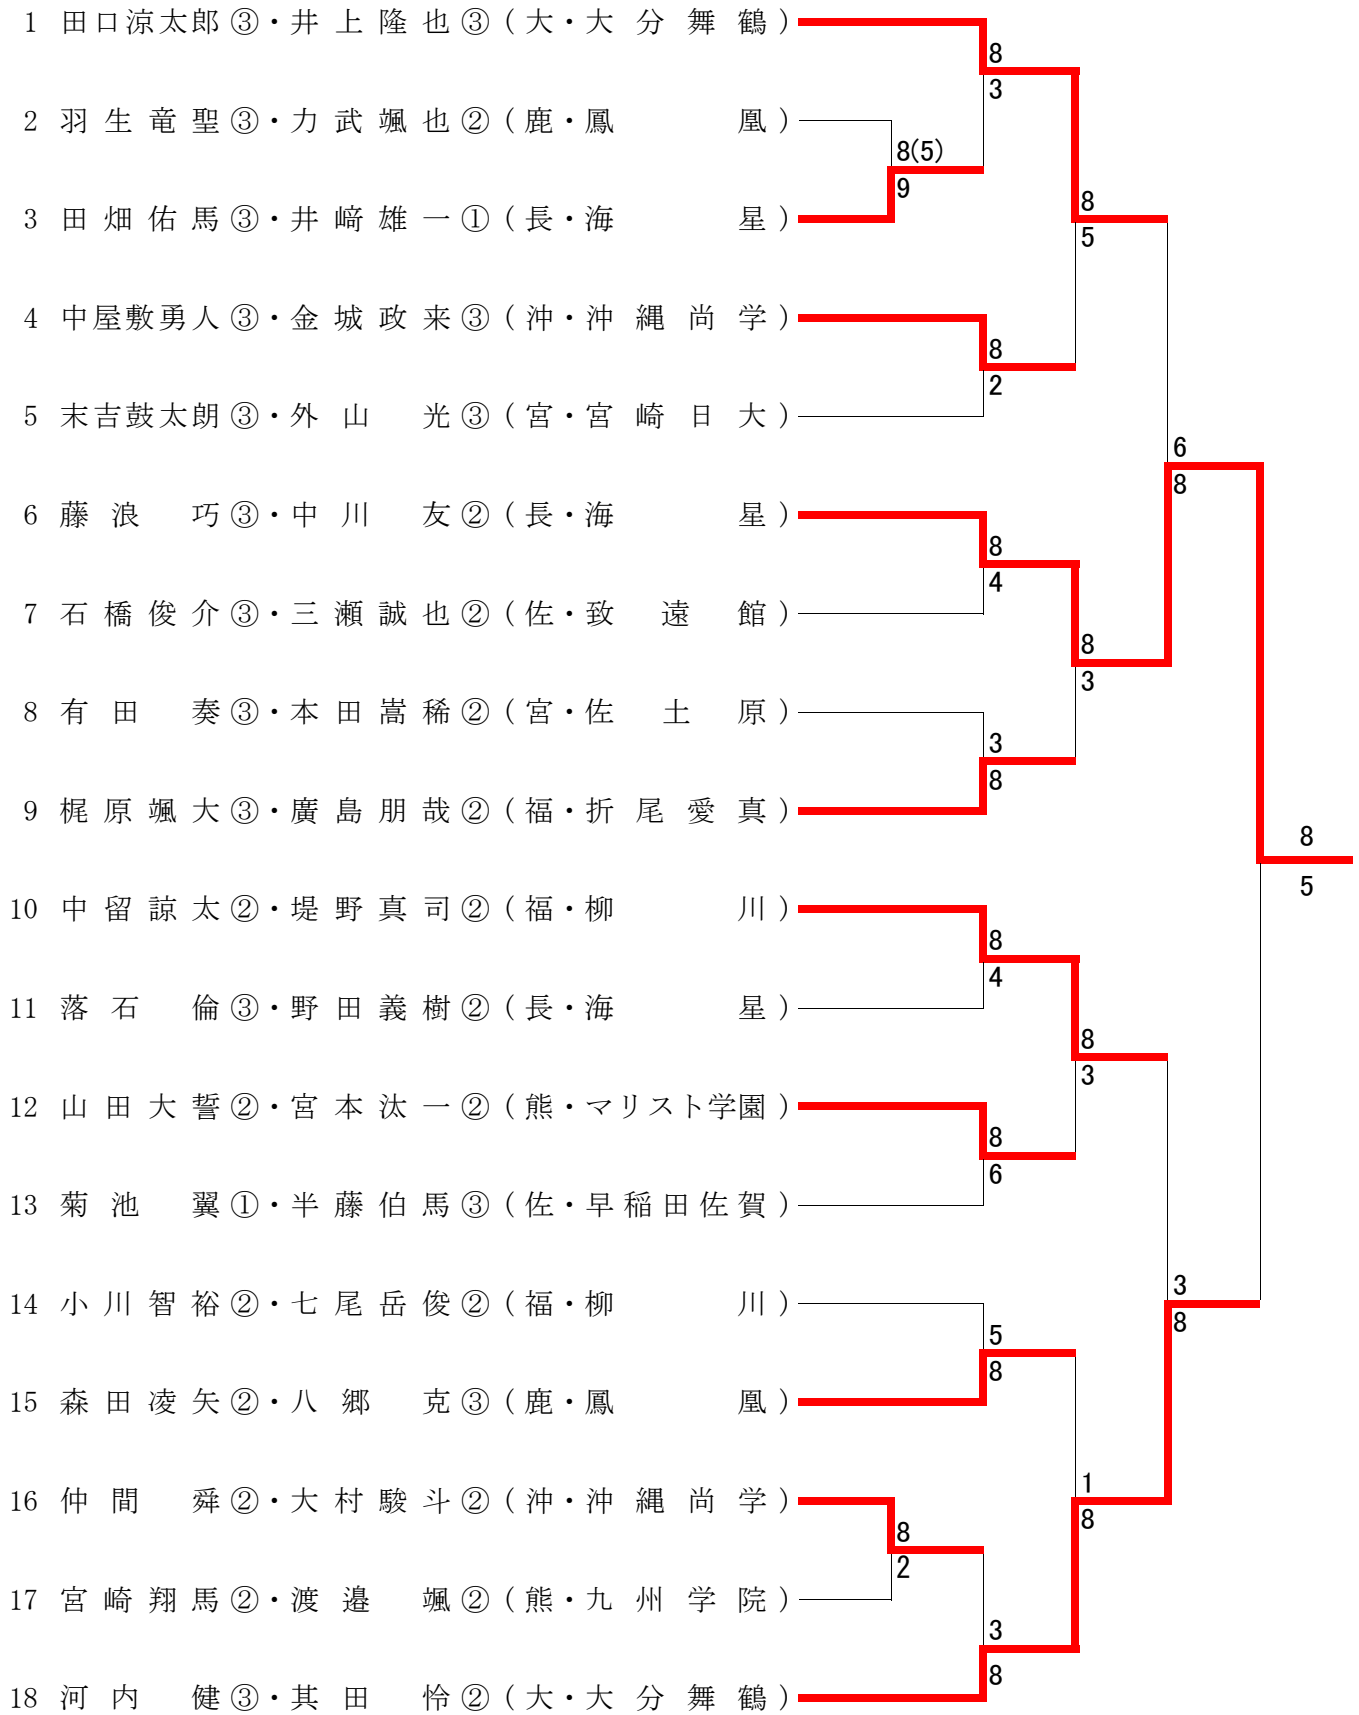 1 田口涼太郎③・井上隆也③(大・大分舞鶴)
8
3
2 羽生竜聖③・力武颯也②(鹿・鳳凰)
8(5)
9
3 田畑佑馬③・井﨑雄一①(長・海星)
8
5
4 中屋敷勇人③・金城政来③(沖・沖縄尚学)
8
2
5 末吉鼓太朗③・外山光③(宮・宮崎日大)
6
8
6 藤浪巧③・中川友②(長・海星)
8
4
7 石橋俊介③・三瀬誠也②(佐・致遠館)
8
3
8 有田奏③・本田嵩稀②(宮・佐土原)
3
8
9 梶原颯大③・廣島朋哉②(福・折尾愛真)
8
5
10 中留諒太②・堤野真司②(福・柳川)
8
4
11 落石倫③・野田義樹②(長・海星)
8
3
12 山田大誓②・宮本汰一②(熊・マリスト学園)
8
6
13 菊池翼①・半藤伯馬③(佐・早稲田佐賀)
3
8
14 小川智裕②・七尾岳俊②(福・柳川)
5
8
15 森田凌矢②・八郷克③(鹿・鳳凰)
1
8
16 仲間舜②・大村駿斗②(沖・沖縄尚学)
8
2
17 宮崎翔馬②・渡邉颯②(熊・九州学院)
3
8
18 河内健③・其田怜②(大・大分舞鶴)